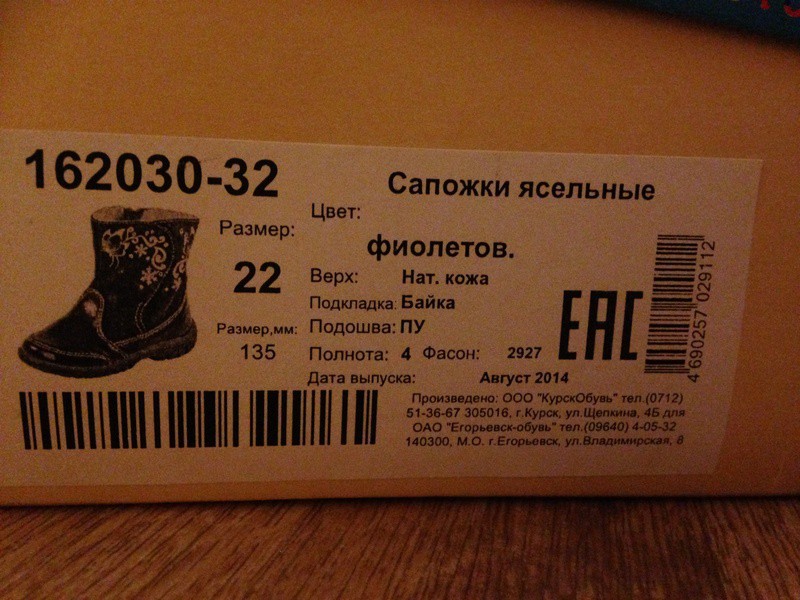 162030-32
Сапожки ясельные
Размер:
22
Размер,мм:
135
Цвет:
фиолетов.
Верх: Нат. кожа
Подкладка: Байка
Подошва: ПУ
Полнота: 4 Фасон: 2927
Дата выпуска: Август 2014
EAC
4 690257 029112
Произведено: ООО "КурскОбувь" тел.(0712)
51-36-67 305016, г.Курск, ул.Щепкина, 4Б для
ОАО "Егорьевск-обувь" тел.(09640) 4-05-32
140300, М.О. г.Егорьевск, ул.Владимирская, 8